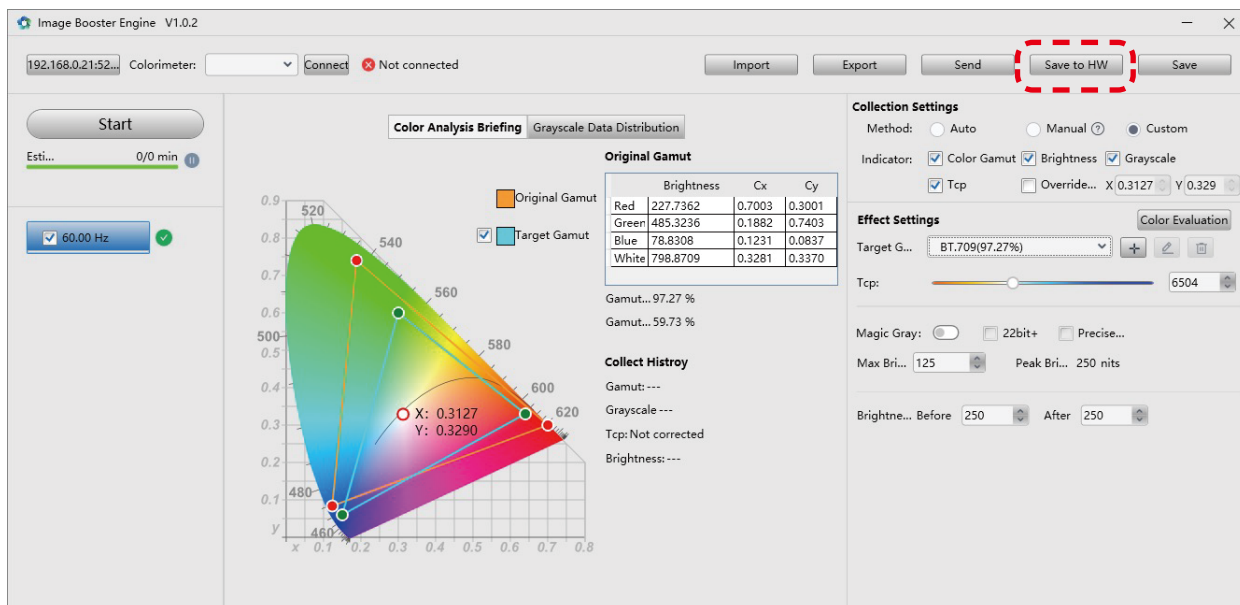 Image Booster Engine V1.0.2
192.168.0.21:52... Colorimeter: Connect Not connected Import Export Send Save to HW Save
Start
Esti... 0/0 min
60.00 Hz
Color Analysis Briefing Grayscale Data Distribution
Original Gamut
Target Gamut
0.9
0.8
0.7
0.6
0.5
0.4
0.3
0.2
0.1
y
x 0.1 0.2 0.3 0.4 0.5 0.6 0.7 0.8
520
540
560
500
580
600
620
480
460
X: 0.3127
Y: 0.3290
Original Gamut
Brightness Cx Cy
Red 227.7362 0.7003 0.3001
Green 485.3236 0.1882 0.7403
Blue 78.8308 0.1231 0.0837
White 798.8709 0.3281 0.3370
Gamut... 97.27 %
Gamut... 59.73 %
Collect Histroy
Gamut: ---
Grayscale ---
Tcp: Not corrected
Brightness: ---
Collection Settings
Method: Auto Manual ? Custom
Indicator: Color Gamut Brightness Grayscale
Tcp Override... X 0.3127 Y 0.329
Effect Settings Color Evaluation
Target G... BT.709(97.27%) +
Tcp: 6504
Magic Gray: 22bit+ Precise...
Max Bri... 125 Peak Bri... 250 nits
Brightne... Before 250 After 250